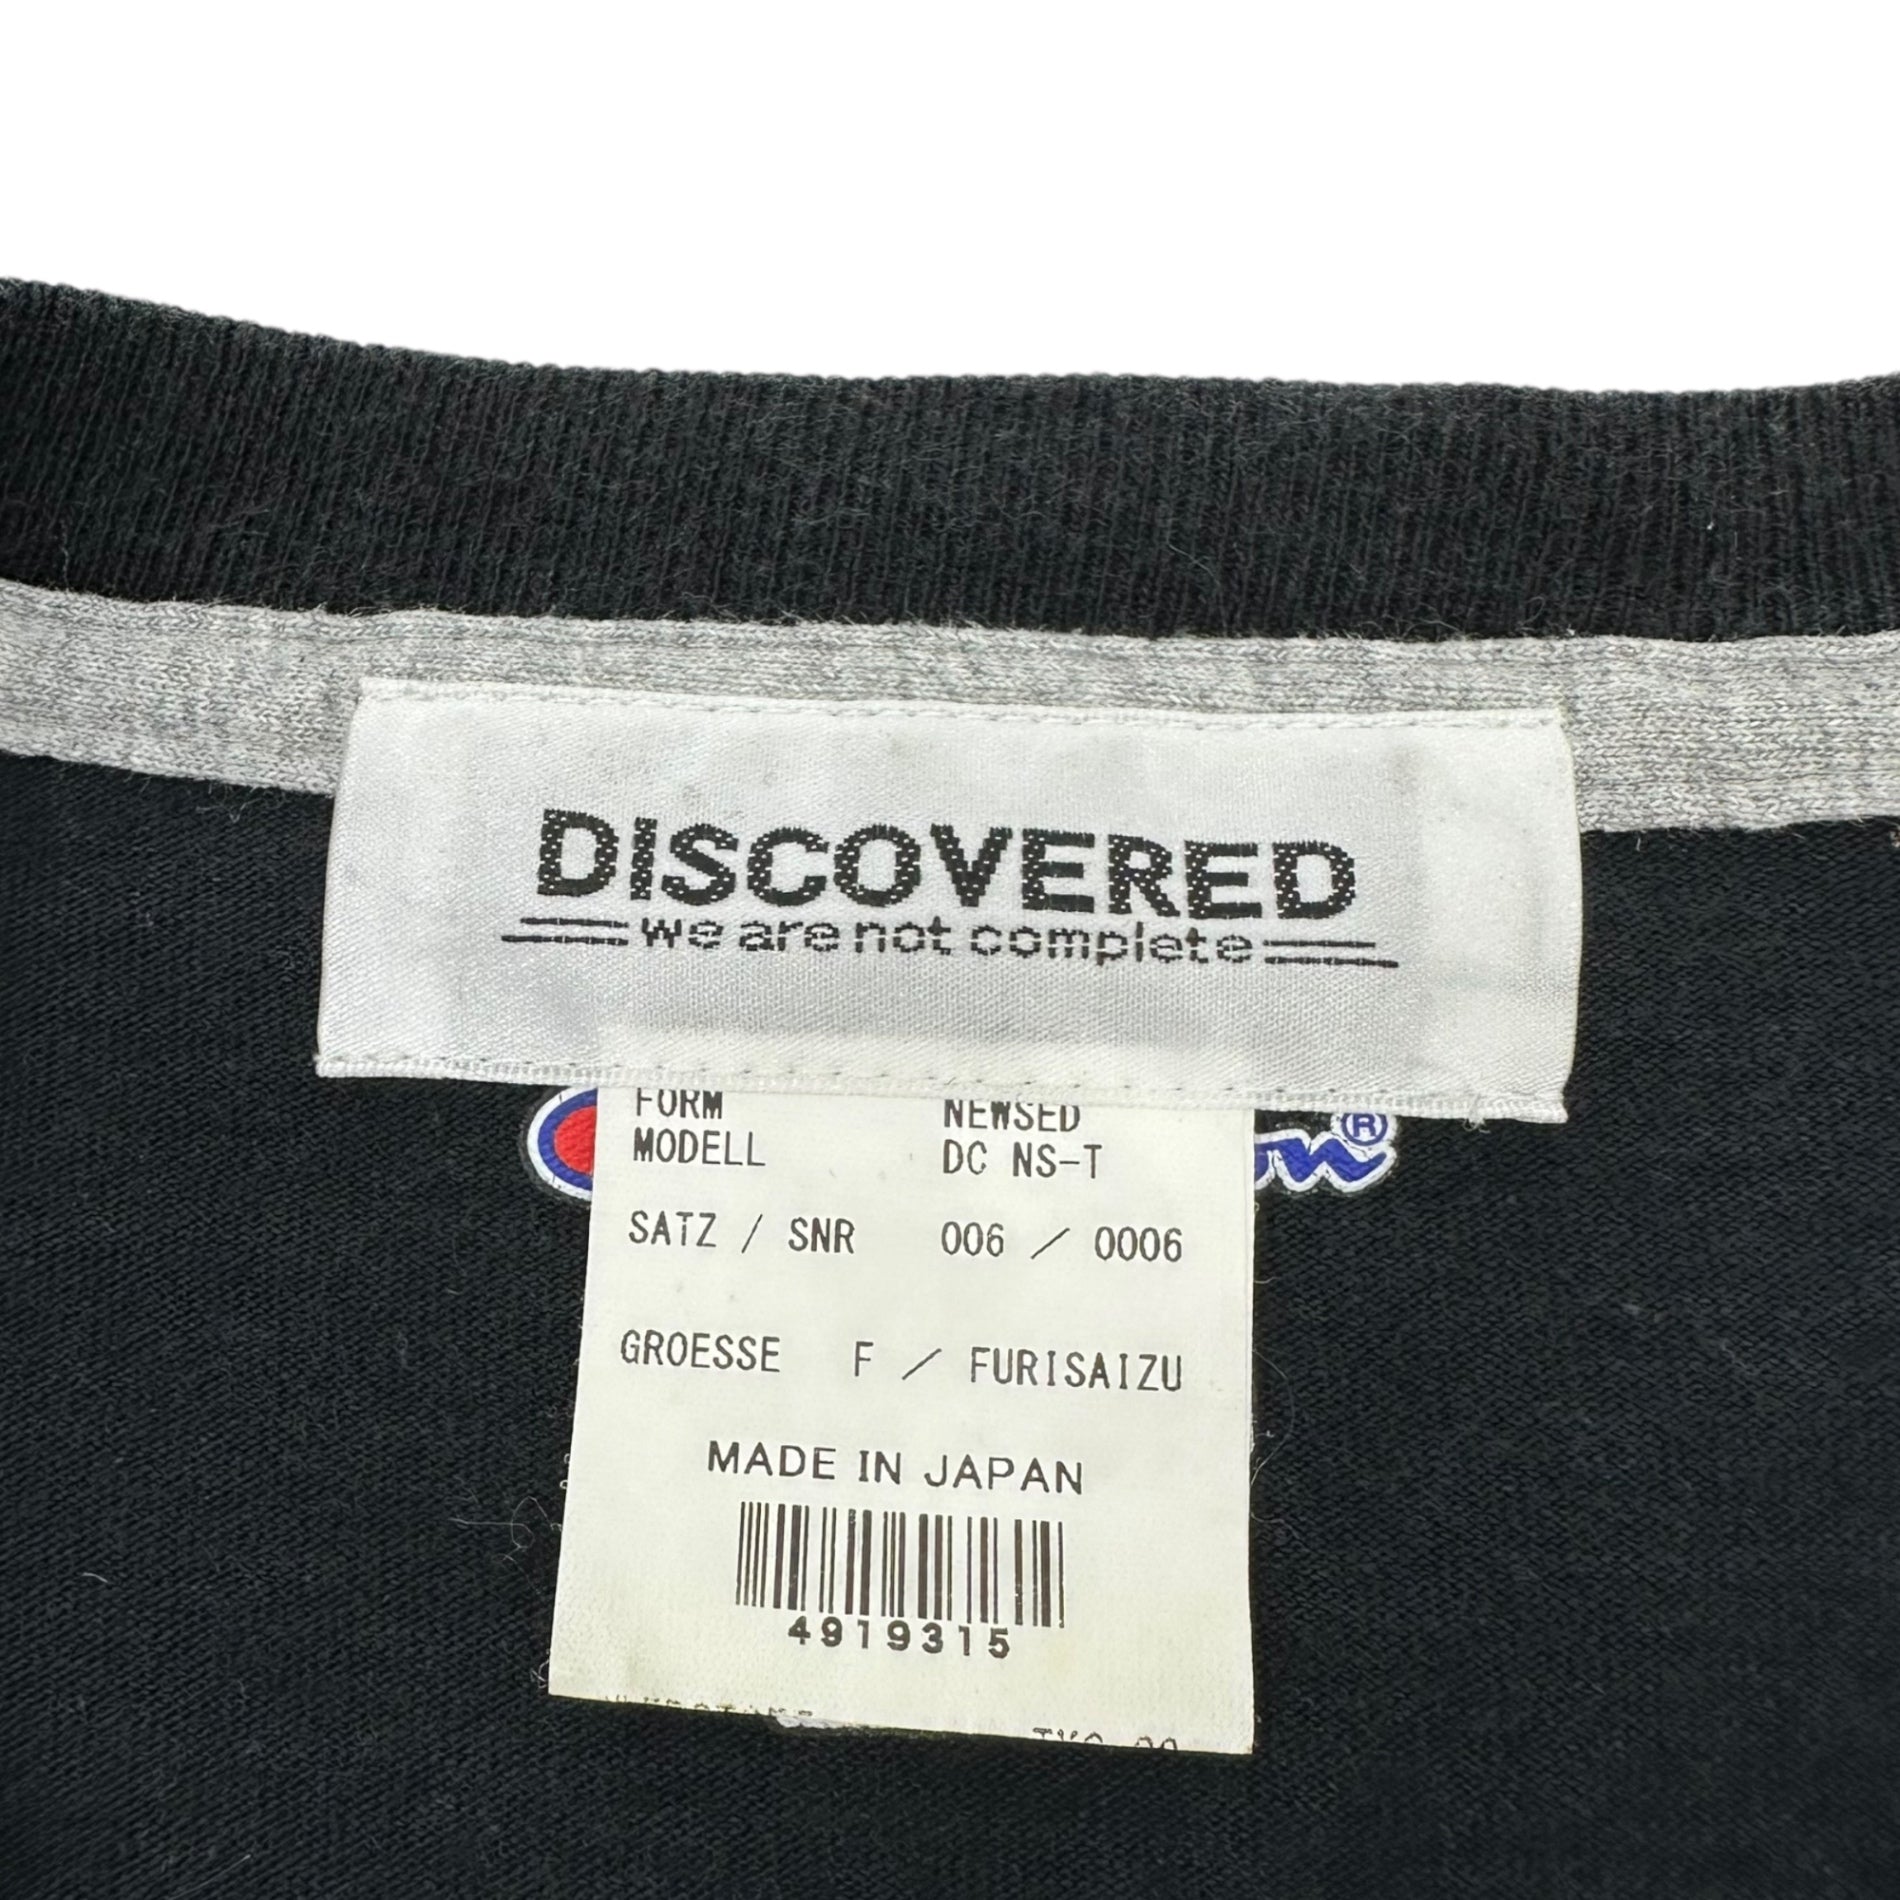 DISCOVERED
we are not complete
FORM NEWSED
MODELL DC NS-T
®
SATZ / SNR 006 / 0006
GROESSE F / FURISAIZU
MADE IN JAPAN
4919315